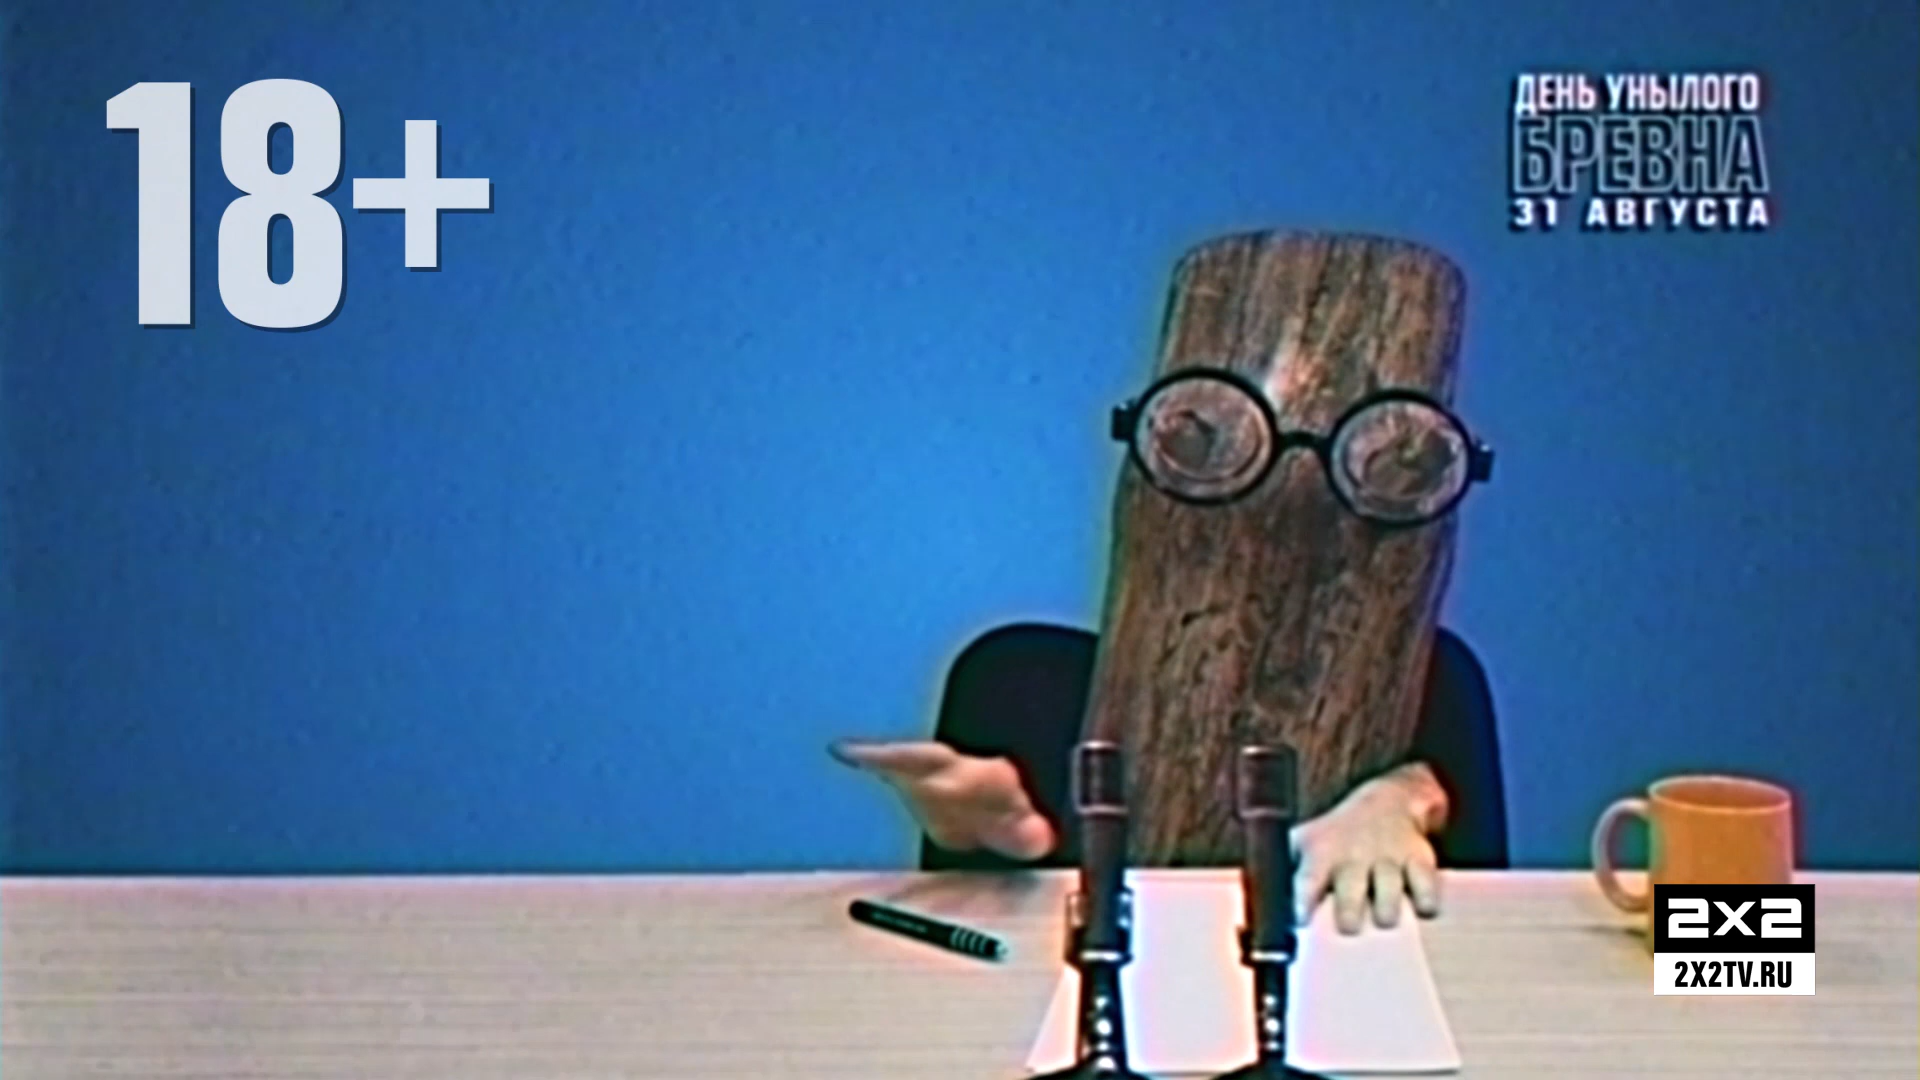 18+
ДЕНЬ УНЫЛОГО
БРЕВНА
31 АВГУСТА
2x2
2X2TV.RU